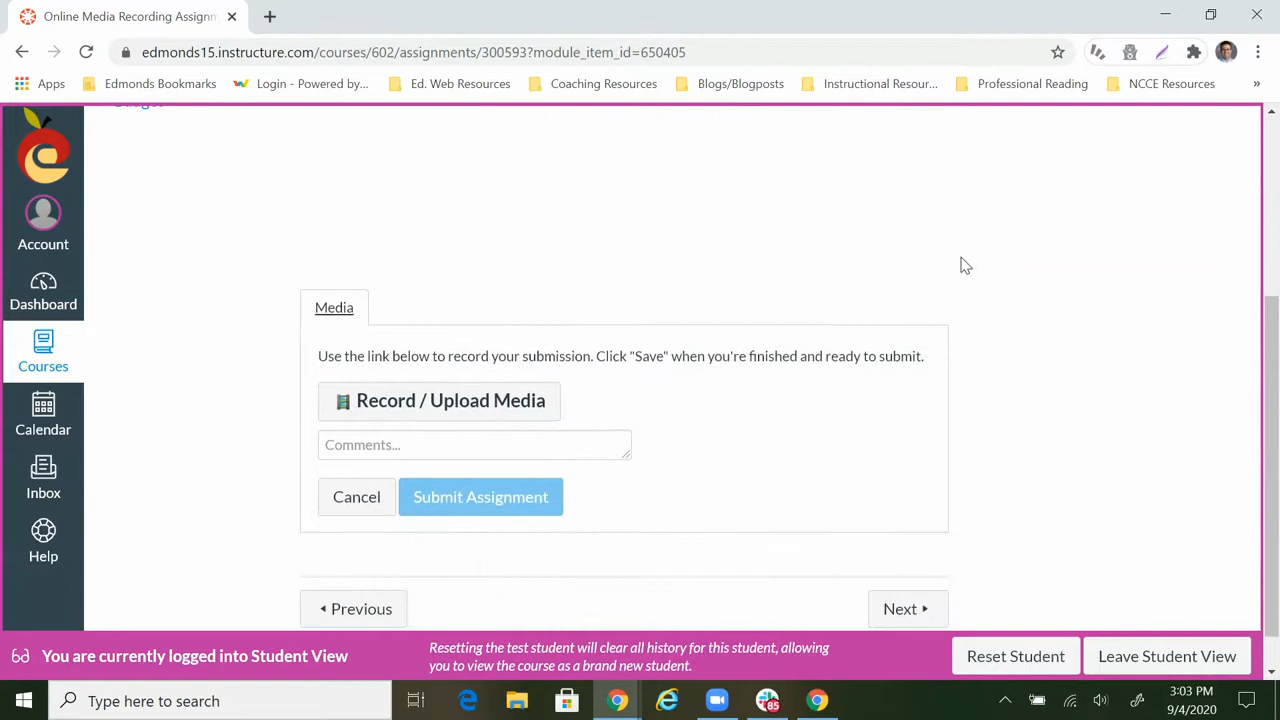 Online Media Recording Assignm
edmonds15.instructure.com/courses/602/assignments/300593?module_item_id=650405
Apps Edmonds Bookmarks Login - Powered by... Ed. Web Resources Coaching Resources Blogs/Blogposts Instructional Resour... Professional Reading NCCE Resources »
Account
Dashboard
Courses
Calendar
Inbox
Help
Media
Use the link below to record your submission. Click "Save" when you're finished and ready to submit.
Record / Upload Media
Comments...
Cancel Submit Assignment
Previous Next
You are currently logged into Student View
Resetting the test student will clear all history for this student, allowing
you to view the course as a brand new student.
Reset Student Leave Student View
Type here to search
85
3:03 PM
9/4/2020